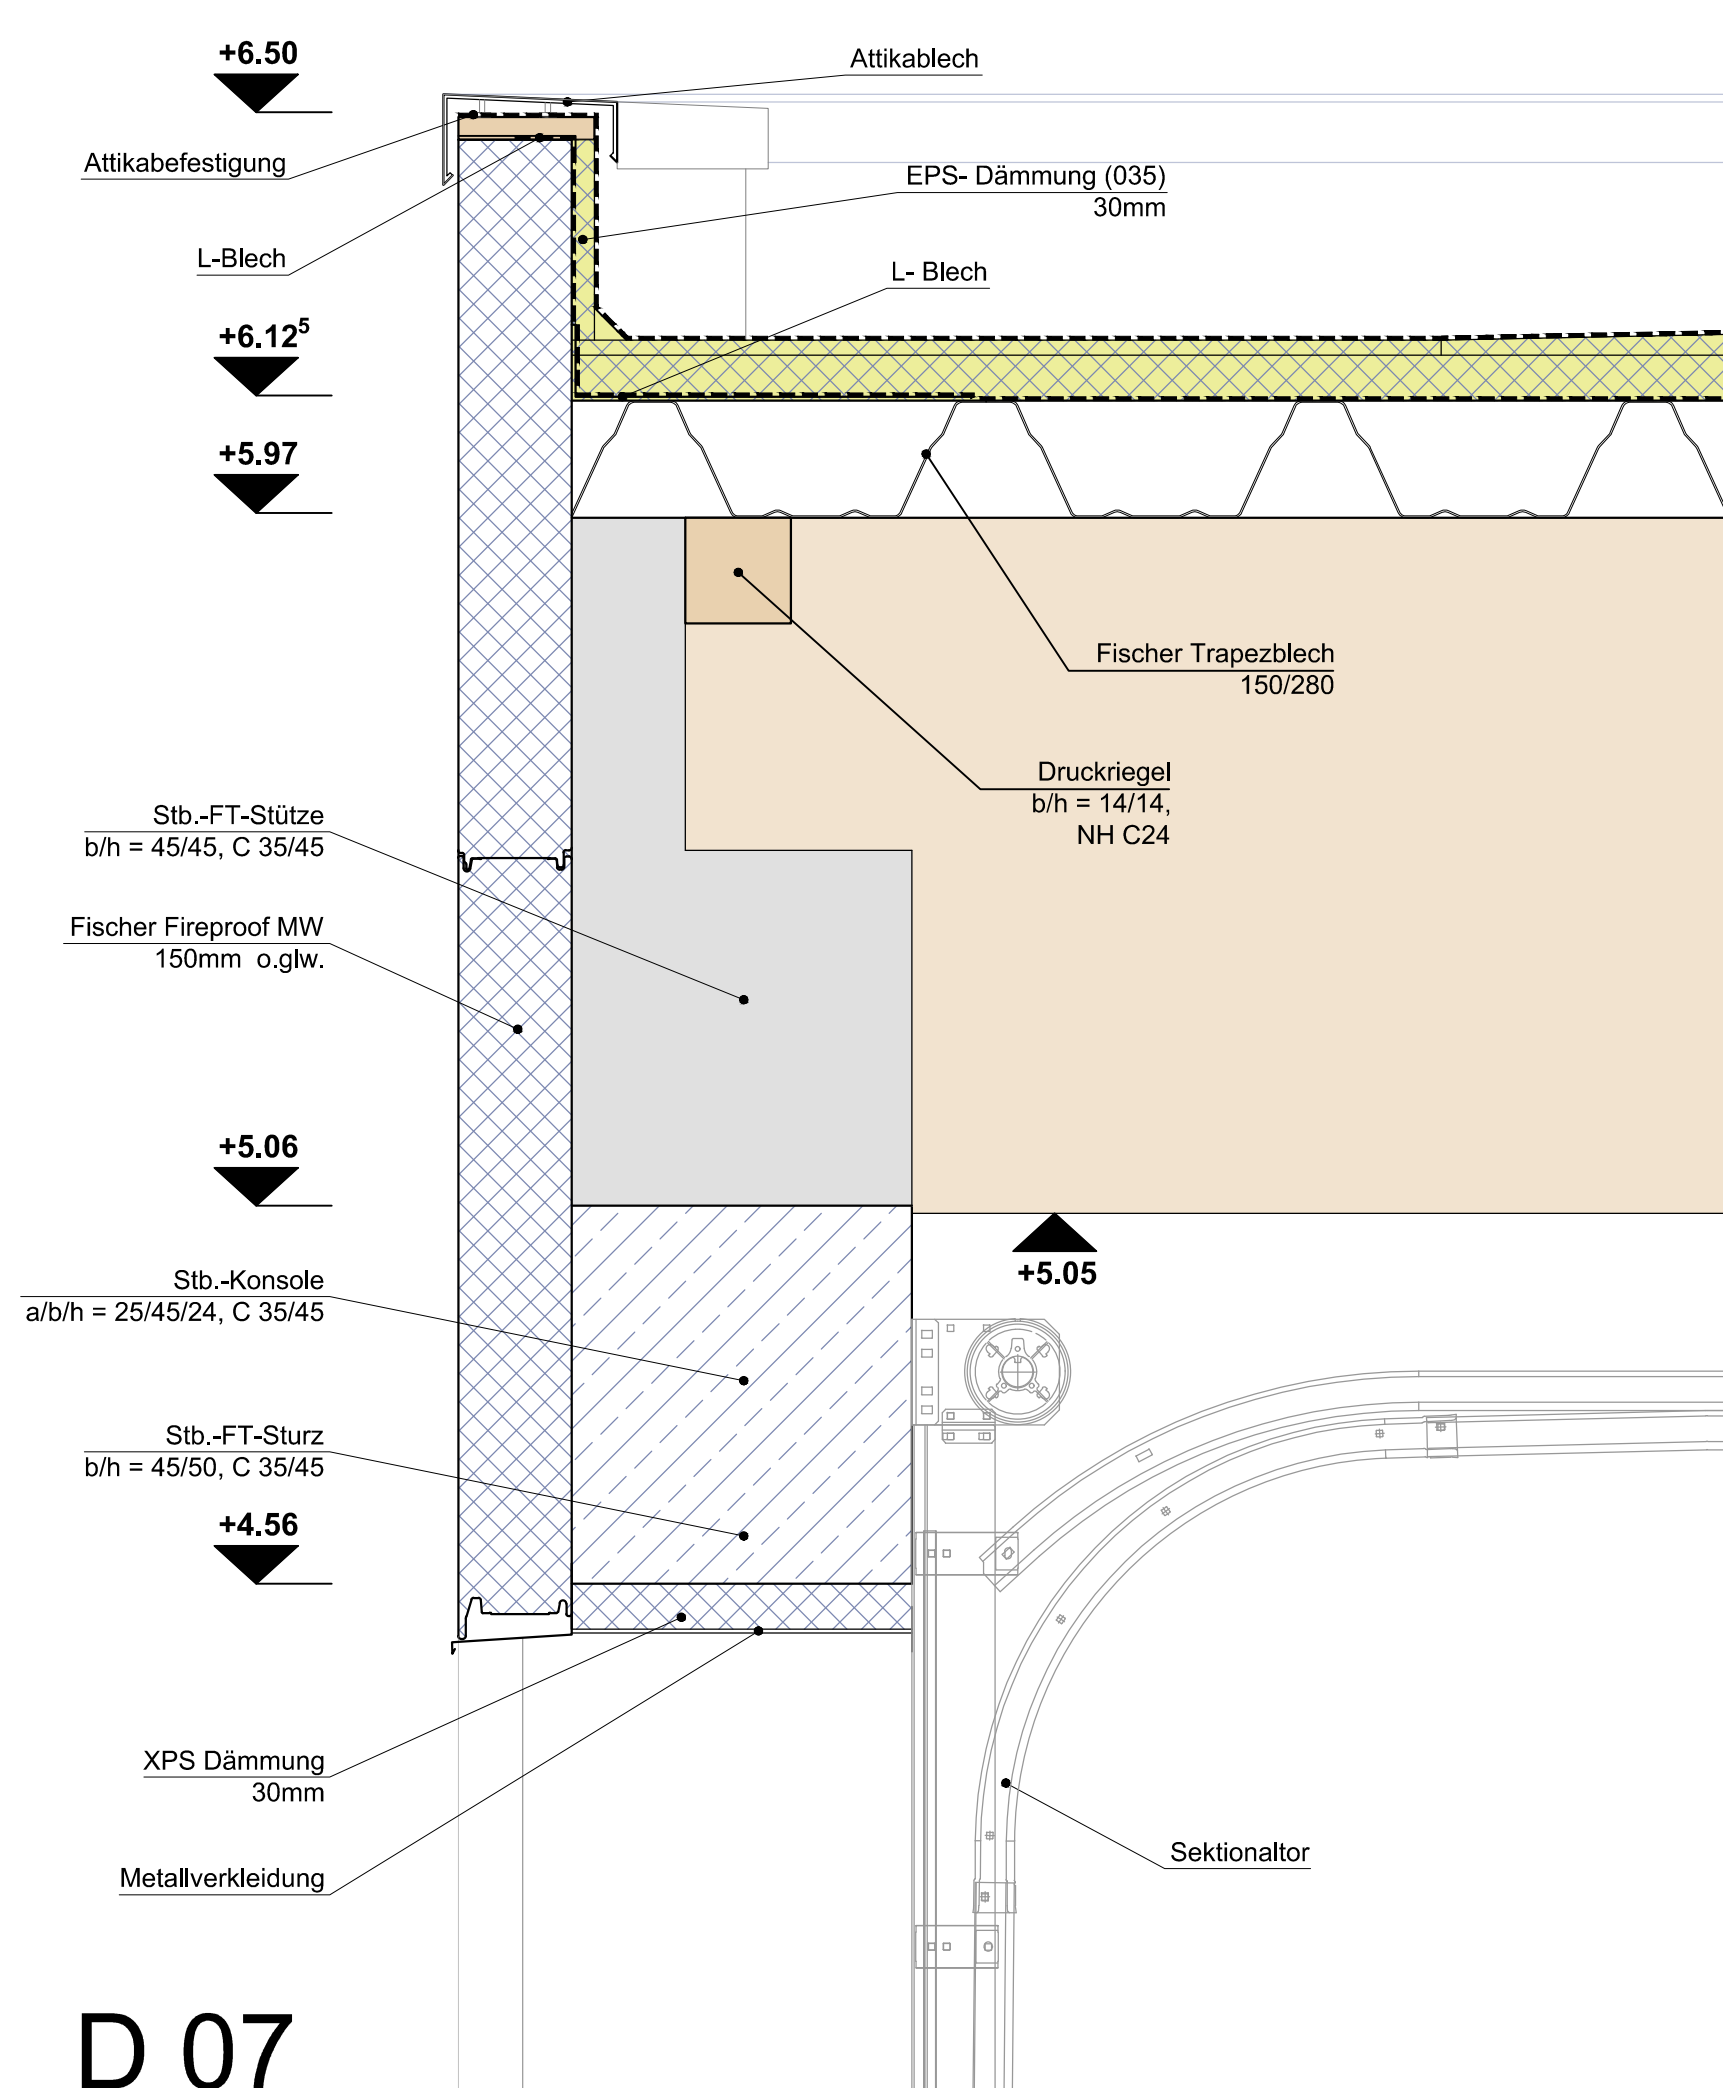 +6.50
Attikablech
Attikabefestigung
EPS- Dämmung (035)
30mm
L-Blech
L- Blech
+6.12⁵
+5.97
Fischer Trapezblech
150/280
Druckriegel
b/h = 14/14,
NH C24
Stb.-FT-Stütze
b/h = 45/45, C 35/45
Fischer Fireproof MW
150mm  o.glw.
+5.06
+5.05
Stb.-Konsole
a/b/h = 25/45/24, C 35/45
Stb.-FT-Sturz
b/h = 45/50, C 35/45
+4.56
XPS Dämmung
30mm
Sektionaltor
Metallverkleidung
D 07